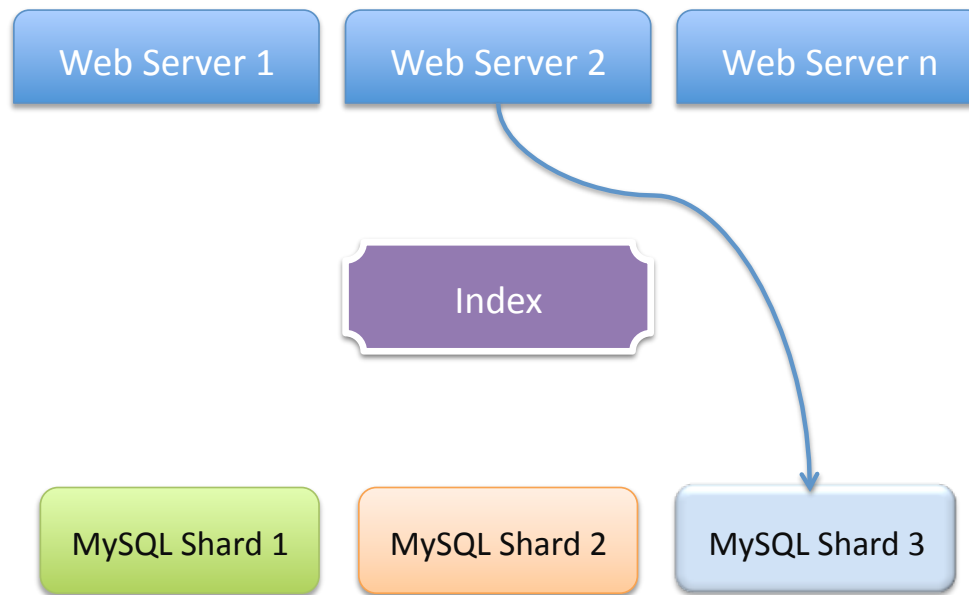 Web Server 1
Web Server 2
Web Server n
Index
MySQL Shard 1
MySQL Shard 2
MySQL Shard 3